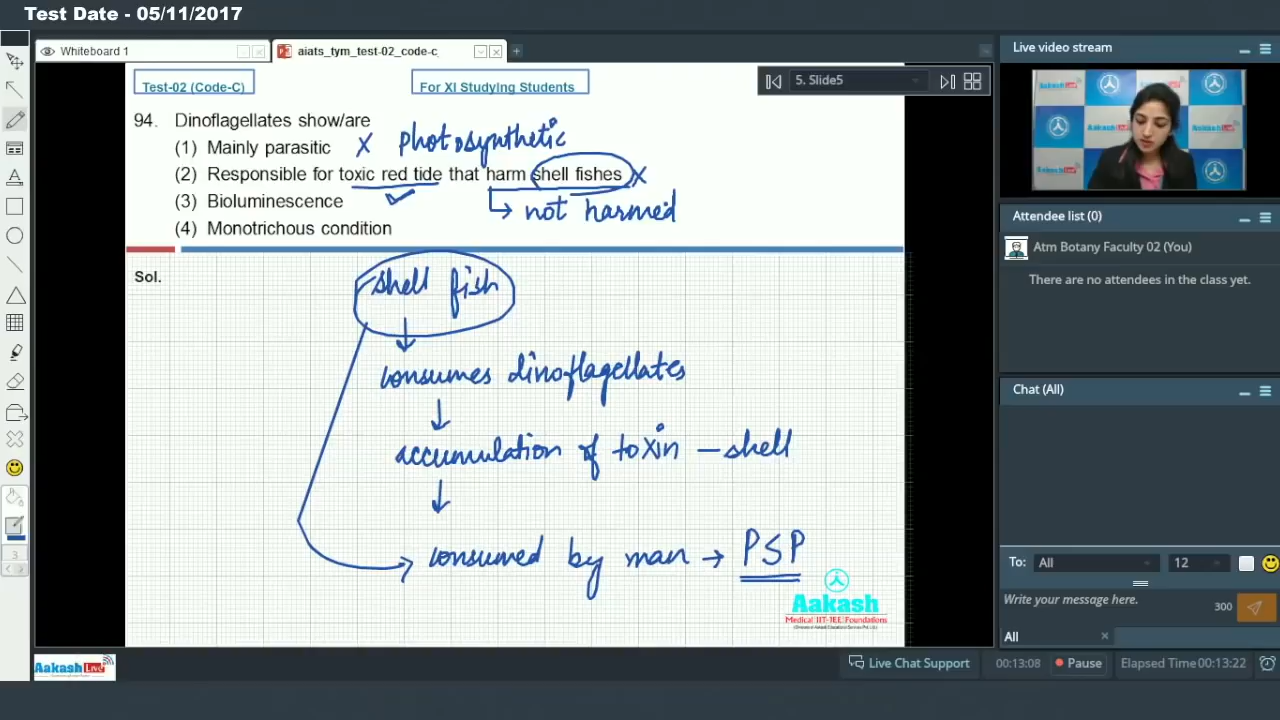 Test Date - 05/11/2017
Whiteboard 1
aiats_tym_test-02_code-c
Live video stream
Test-02 (Code-C)
For XI Studying Students
5. Slide5
94. Dinoflagellates show/are
(1) Mainly parasitic X photosynthetic
(2) Responsible for toxic red tide that harm shell fishes X
not harmed
(3) Bioluminescence
(4) Monotrichous condition
Sol.
shell fish
consumes dinoflagellates
accumulation of toxin – shell
consumed by man → PSP
Aakash
Medical|IIT-JEE|Foundations
Attendee list (0)
Atm Botany Faculty 02 (You)
There are no attendees in the class yet.
Chat (All)
To: All 12
Write your message here. 300
All
3
Aakash Live
Live Chat Support 00:13:08 Pause Elapsed Time 00:13:22